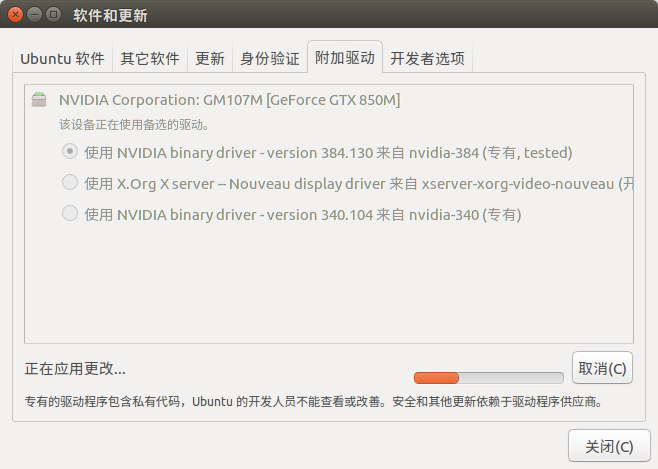 软件和更新
Ubuntu 软件 其它软件 更新 身份验证 附加驱动 开发者选项
NVIDIA Corporation: GM107M [GeForce GTX 850M]
该设备正在使用备选的驱动。
使用 NVIDIA binary driver - version 384.130 来自 nvidia-384 (专有, tested)
使用 X.Org X server -- Nouveau display driver 来自 xserver-xorg-video-nouveau (开
使用 NVIDIA binary driver - version 340.104 来自 nvidia-340 (专有)
正在应用更改... 取消(C)
专有的驱动程序包含私有代码，Ubuntu 的开发人员不能查看或改善。安全和其他更新依赖于驱动程序供应商。
关闭(C)